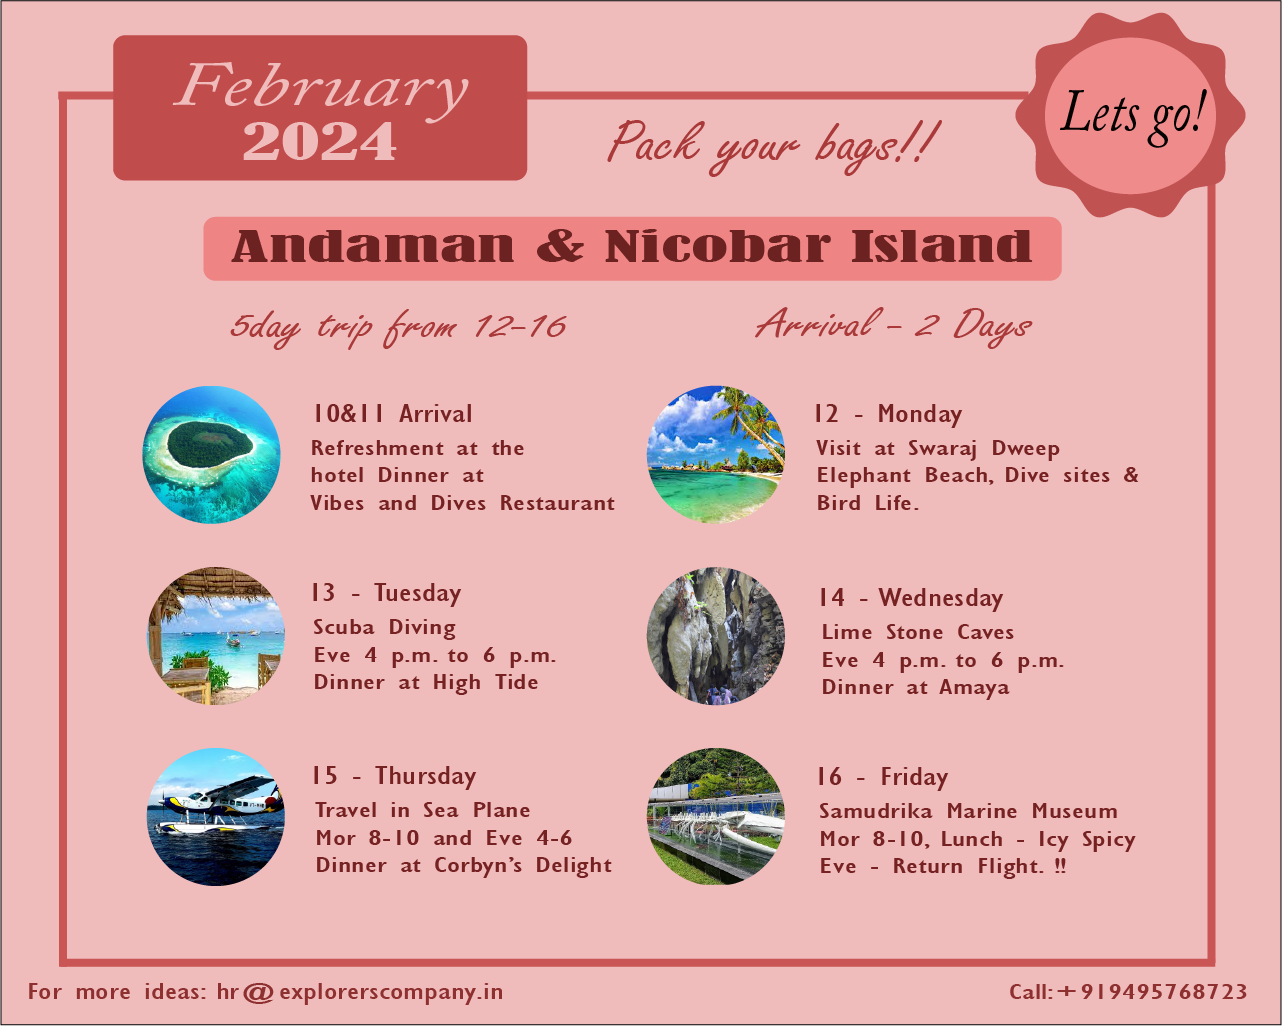 February
2024
Pack your bags!!
Lets go!
Andaman & Nicobar Island
5day trip from 12-16
Arrival - 2 Days
10&11 Arrival
Refreshment at the
hotel Dinner at
Vibes and Dives Restaurant
12 - Monday
Visit at Swaraj Dweep
Elephant Beach, Dive sites &
Bird Life.
13 - Tuesday
Scuba Diving
Eve 4 p.m. to 6 p.m.
Dinner at High Tide
14 - Wednesday
Lime Stone Caves
Eve 4 p.m. to 6 p.m.
Dinner at Amaya
15 - Thursday
Travel in Sea Plane
Mor 8-10 and Eve 4-6
Dinner at Corbyn's Delight
16 - Friday
Samudrika Marine Museum
Mor 8-10, Lunch - Icy Spicy
Eve - Return Flight. !!
For more ideas: hr@explorerscompany.in
Call:+919495768723